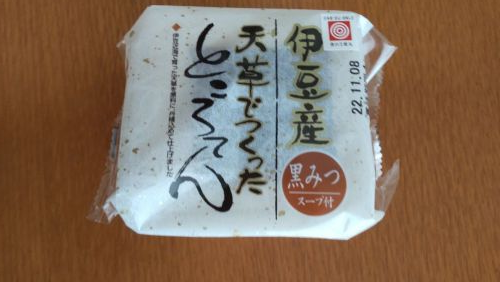 伊豆産
天草でつくった
ところてん
黒みつ
スープ付
22.11.08